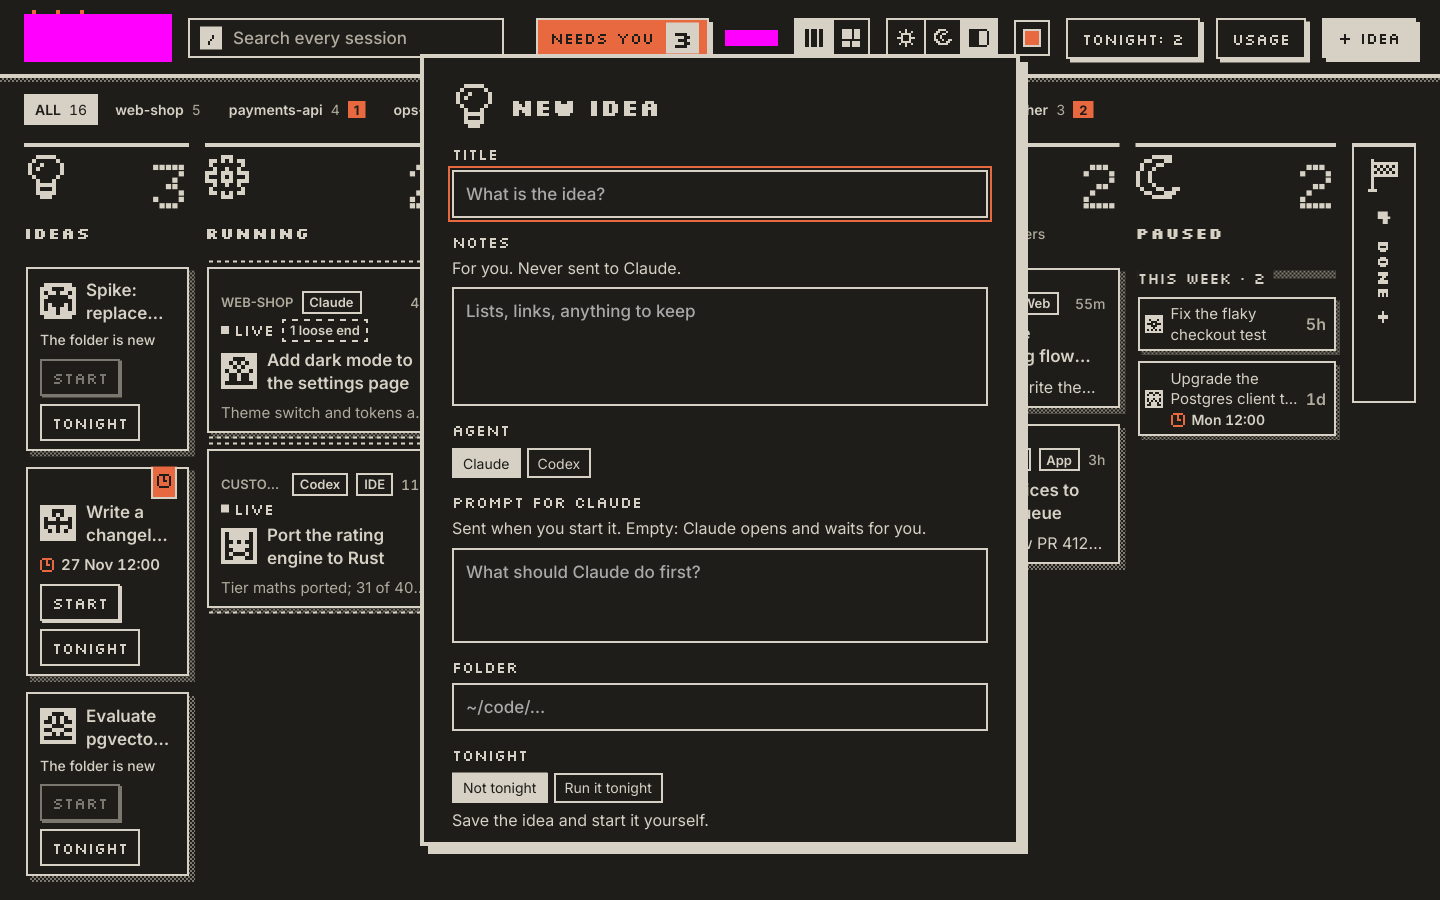 / Search every session
NEEDS YOU 3
TONIGHT: 2
USAGE
+ IDEA
ALL 16
web-shop 5
payments-api 4 1
ops-
her 3 2
3
IDEAS
Spike:
replace...
The folder is new
START
TONIGHT
Write a
changel...
27 Nov 12:00
START
TONIGHT
Evaluate
pgvecto...
The folder is new
START
TONIGHT
RUNNING
WEB-SHOP Claude
LIVE 1 loose end
Add dark mode to
the settings page
Theme switch and tokens a...
CUSTO... Codex IDE 11
LIVE
Port the rating
engine to Rust
Tier maths ported; 31 of 40...
NEW IDEA
TITLE
What is the idea?
NOTES
For you. Never sent to Claude.
Lists, links, anything to keep
AGENT
Claude Codex
PROMPT FOR CLAUDE
Sent when you start it. Empty: Claude opens and waits for you.
What should Claude do first?
FOLDER
~/code/...
TONIGHT
Not tonight Run it tonight
Save the idea and start it yourself.
2
ers
Web 55m
g flow...
rite the...
App 3h
ices to
ueue
PR 412...
2
PAUSED
THIS WEEK · 2
Fix the flaky
checkout test
5h
Upgrade the
Postgres client t...
1d
Mon 12:00
4 DONE +